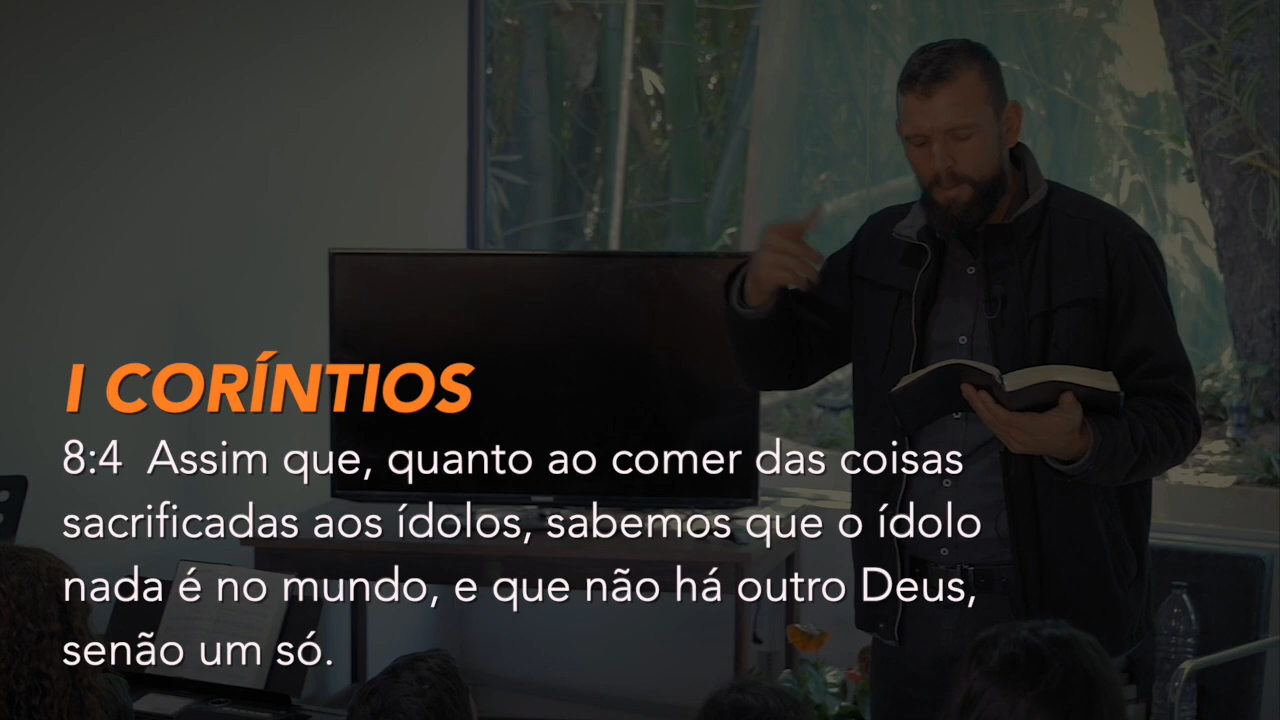 I CORÍNTIOS
8:4 Assim que, quanto ao comer das coisas
sacrificadas aos ídolos, sabemos que o ídolo
nada é no mundo, e que não há outro Deus,
senão um só.